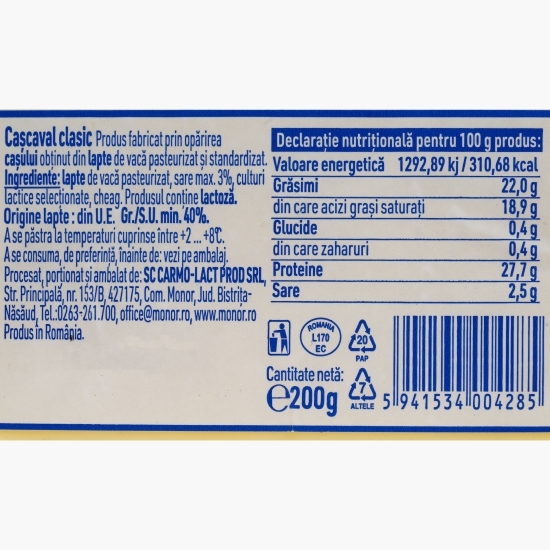 Cașcaval clasic Produs fabricat prin opărirea
cașului obținut din lapte de vacă pasteurizat și standardizat.
Ingrediente: lapte de vacă pasteurizat, sare max. 3%, culturi
lactice selecționate, cheag. Produsul conține lactoză.
Origine lapte : din U.E. Gr./S.U. min. 40%.
A se păstra la temperaturi cuprinse între +2 ... +8°C.
A se consuma, de preferință, înainte de: vezi pe ambalaj.
Procesat, porționat și ambalat de: SC CARMO-LACT PROD SRL,
Str. Principală, nr. 153/B, 427175, Com. Monor, Jud. Bistrița-
Năsăud, Tel.:0263-261.700, office@monor.ro, www.monor.ro
Produs în România.
Declarație nutrițională pentru 100 g produs:
Valoare energetică 1292,89 kj / 310,68 kcal
Grăsimi 22,0 g
din care acizi grași saturați 18,9 g
Glucide 0,4 g
din care zaharuri 0,4 g
Proteine 27,7 g
Sare 2,5 g
ROMANIA
L170
EC
20
PAP
Cantitate netă:
℮200g
7
ALTELE
5 941534 004285